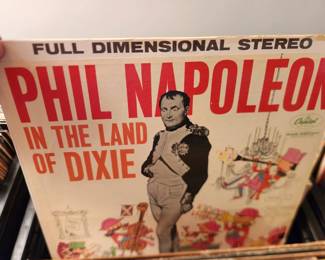 FULL DIMENSIONAL STEREO
PHIL NAPOLEON
IN THE LAND
OF DIXIE
Capitol